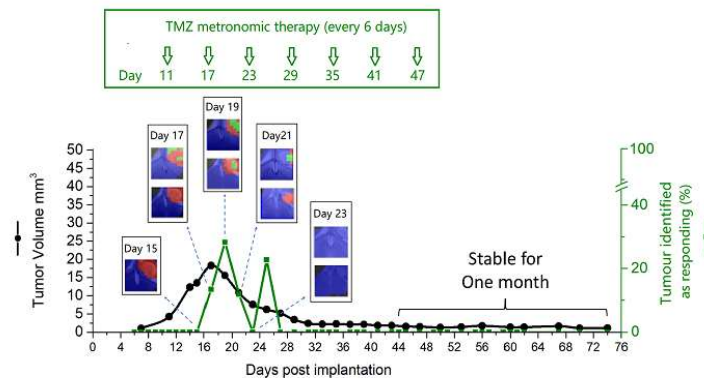 TMZ metronomic therapy (every 6 days)
Day 11 17 23 29 35 41 47
Day 19
Day 17
Day21
Day 23
Day 15
Stable for
One month
Tumor Volume mm³
50
45
40
35
30
25
20
15
10
5
0
100
40
20
0
Tumour identified
as responding (%)
0 2 4 6 8 10 12 14 16 18 20 22 24 26 28 30 32 34 36 38 40 42 44 46 48 50 52 54 56 58 60 62 64 66 68 70 72 74 76
Days post implantation